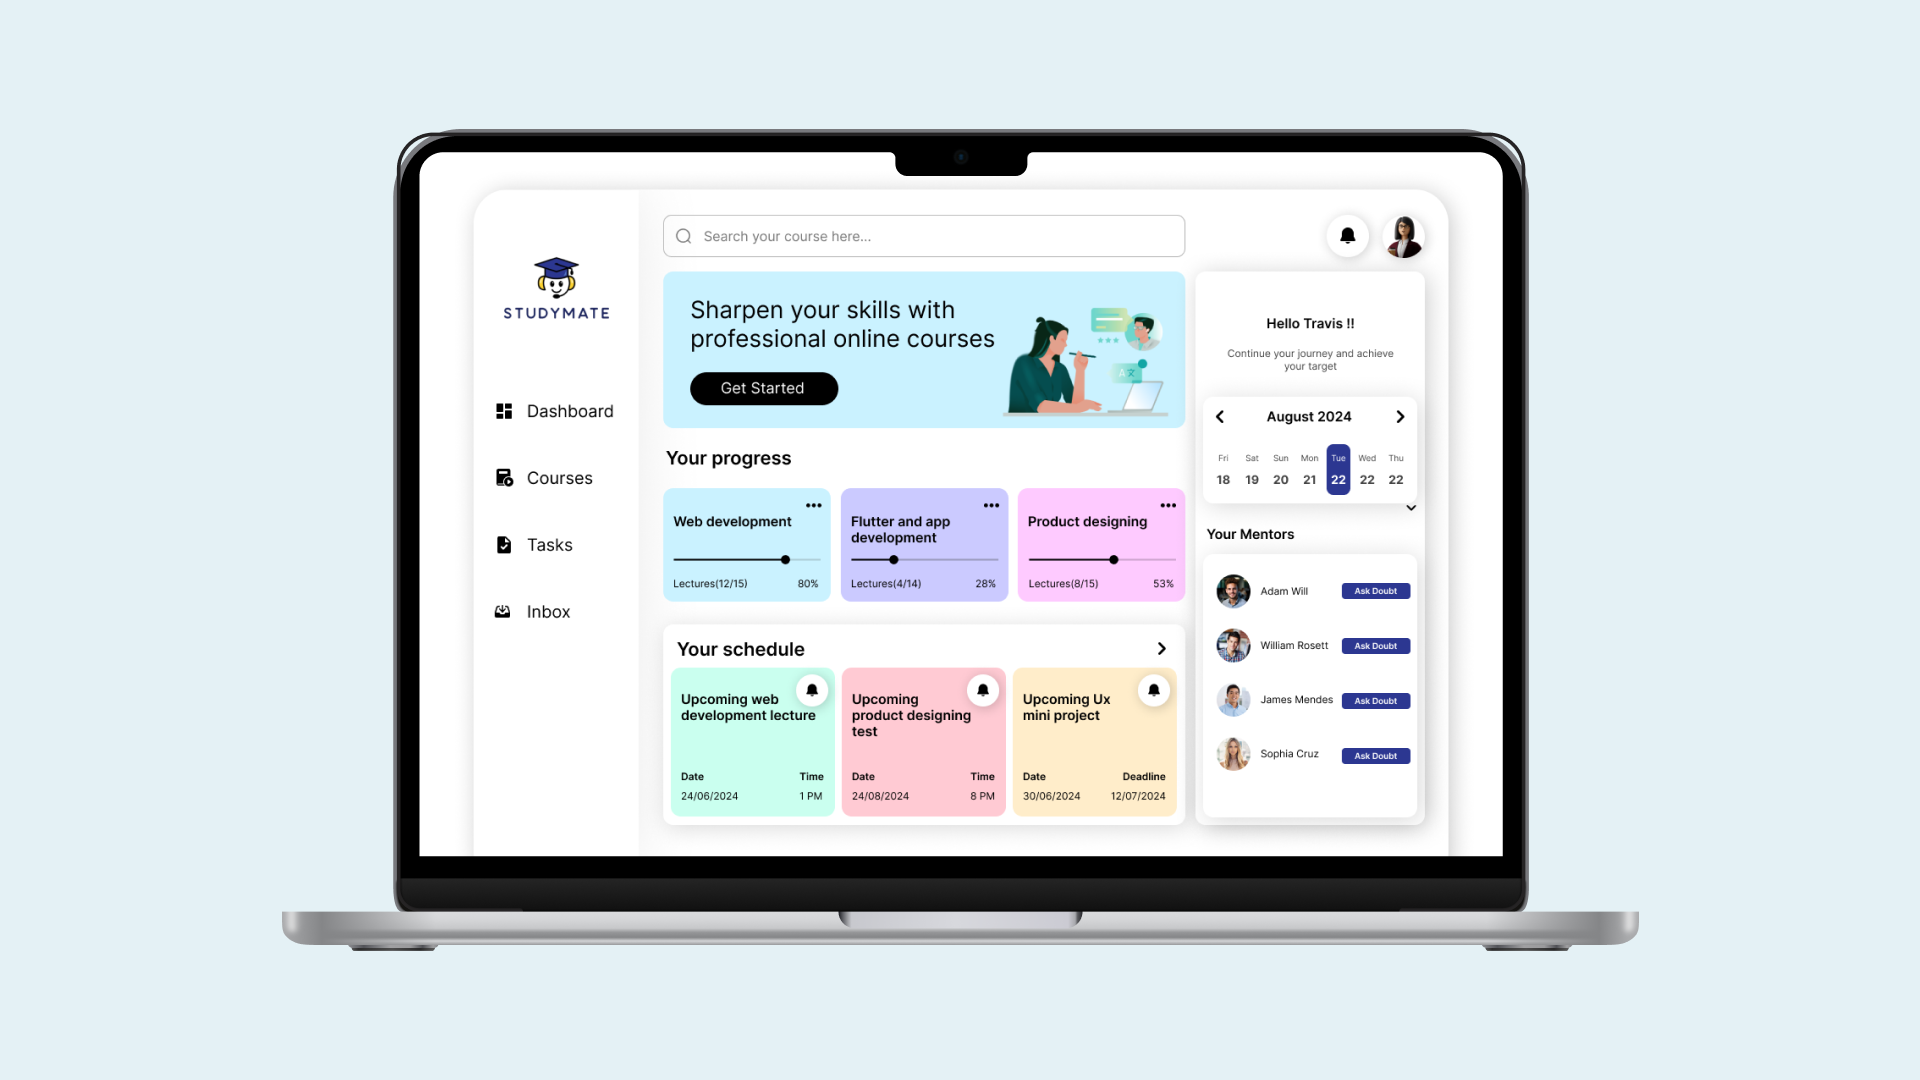 STUDYMATE
Dashboard
Courses
Tasks
Inbox
Search your course here...
Sharpen your skills with
professional online courses
Get Started
Your progress
Web development
Lectures(12/15) 80%
Flutter and app
development
Lectures(4/14) 28%
Product designing
Lectures(8/15) 53%
Your schedule
Upcoming web
development lecture
Date Time
24/06/2024 1 PM
Upcoming
product designing
test
Date Time
24/08/2024 8 PM
Upcoming Ux
mini project
Date Deadline
30/06/2024 12/07/2024
Hello Travis !!
Continue your journey and achieve
your target
August 2024
Fri Sat Sun Mon Tue Wed Thu
18 19 20 21 22 22 22
Your Mentors
Adam Will Ask Doubt
William Rosett Ask Doubt
James Mendes Ask Doubt
Sophia Cruz Ask Doubt